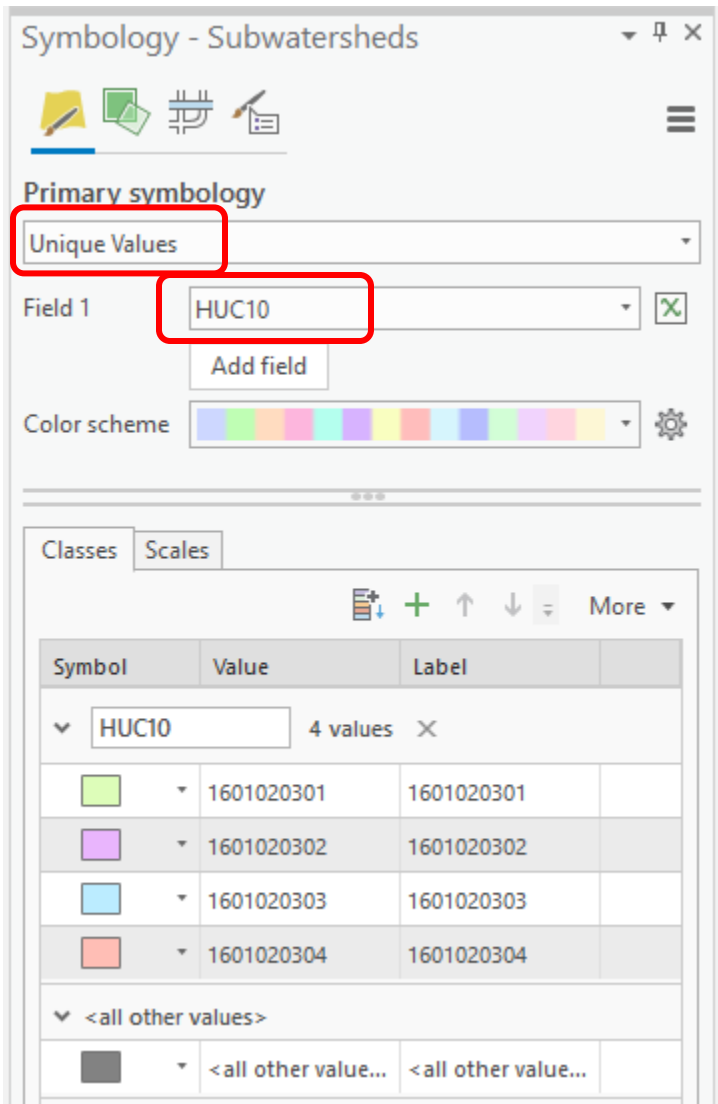 Symbology - Subwatersheds
Primary symbology
Unique Values
Field 1 HUC10
Add field
Color scheme
Classes Scales
More
Symbol Value Label
HUC10 4 values
1601020301 1601020301
1601020302 1601020302
1601020303 1601020303
1601020304 1601020304
<all other values>
<all other value... <all other value...